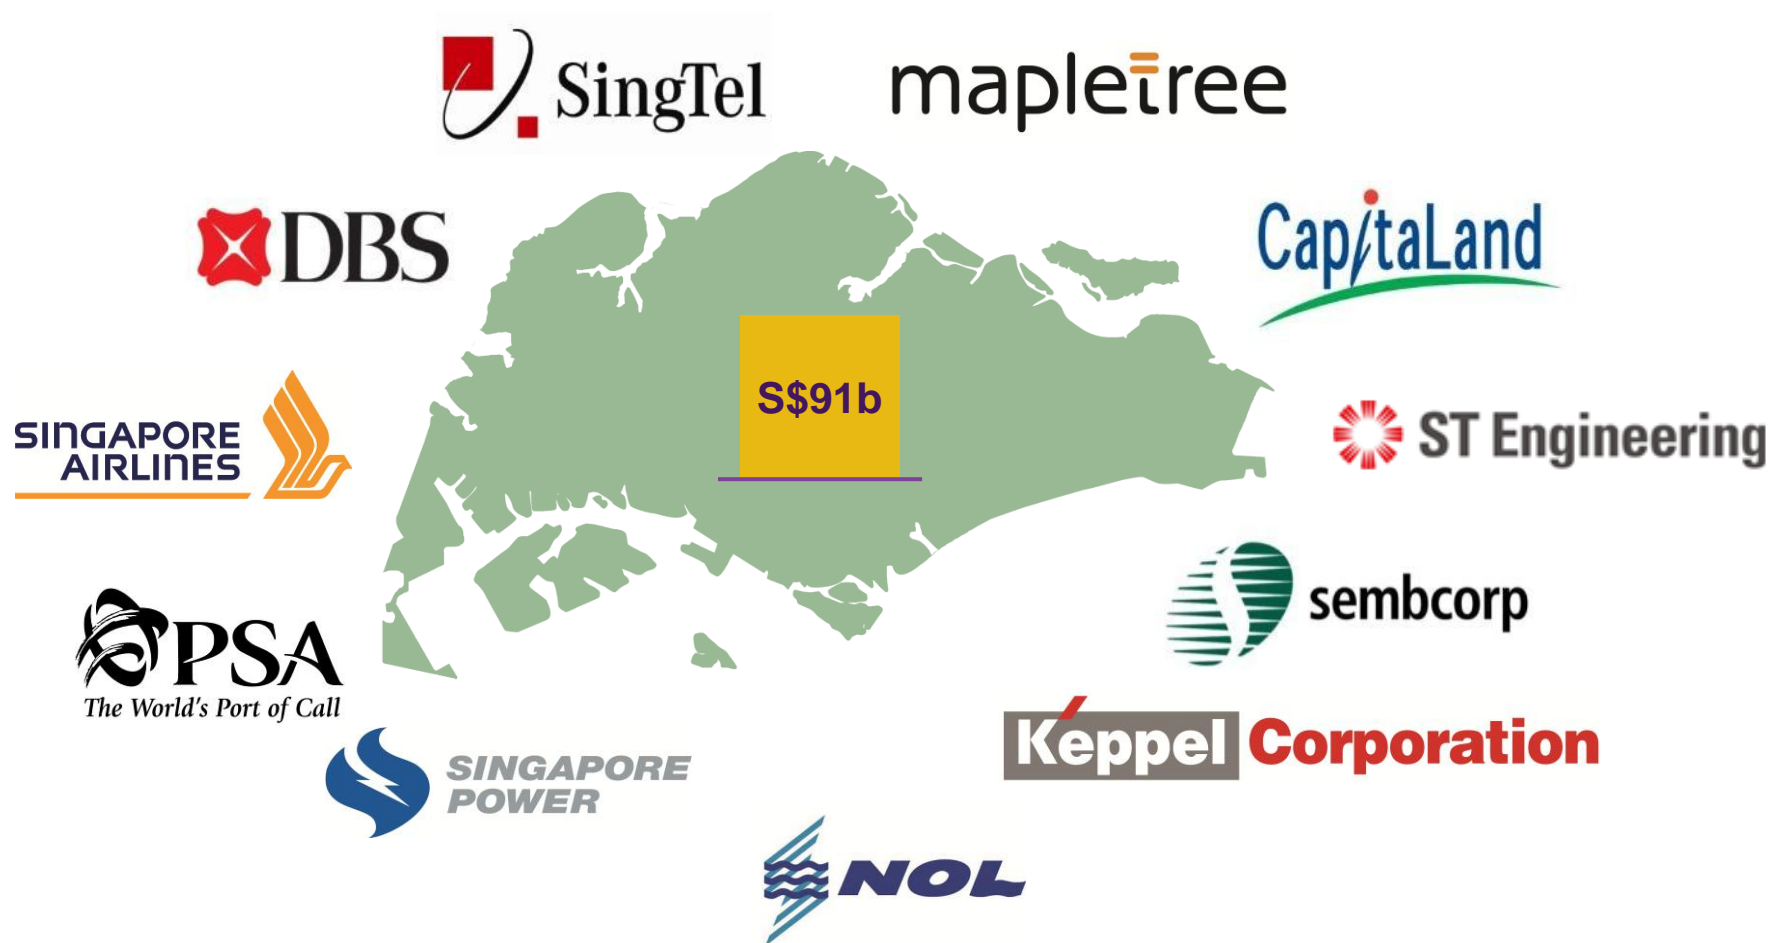 SingTel
mapletree
DBS
CapitaLand
S$91b
SINGAPORE
AIRLINES
ST Engineering
sembcorp
PSA
The World's Port of Call
Keppel Corporation
SINGAPORE
POWER
NOL